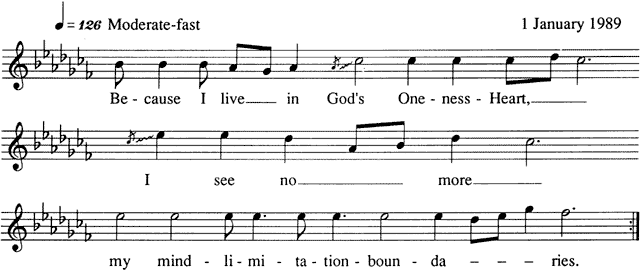 ♩ = 126 Moderate-fast 1 January 1989
Be - cause I live in God's One - ness - Heart,
I see no more
my mind - li - mi - ta - tion - boun - da - - - ries.